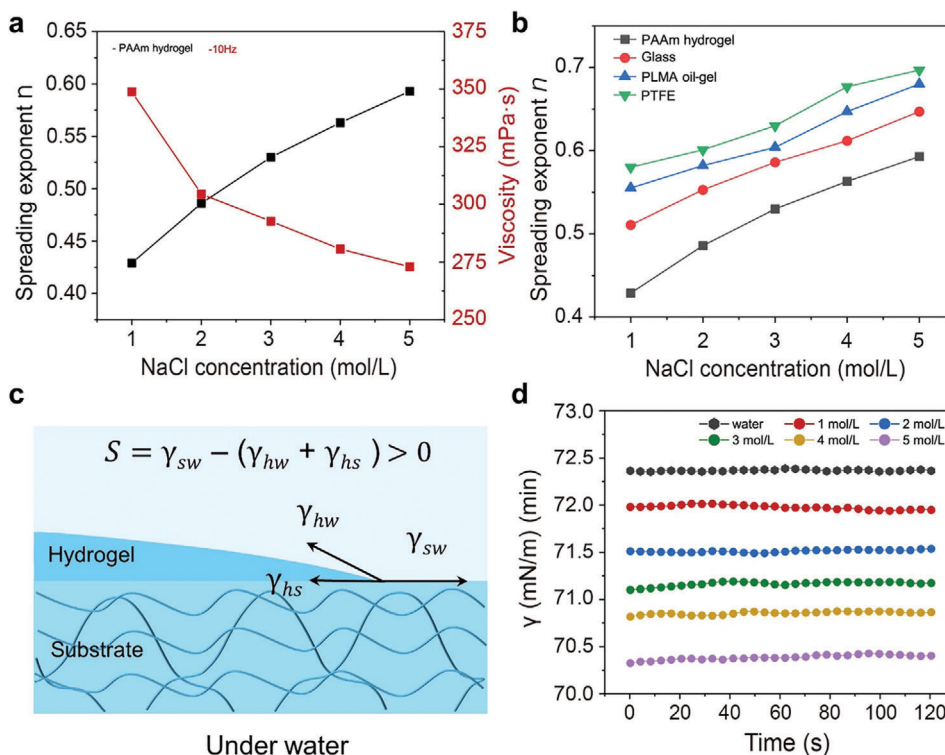 a
- PAAm hydrogel -10Hz
Spreading exponent n
0.65
0.60
0.55
0.50
0.45
0.40
375
350
325
300
275
250
Viscosity (mPa·s)
1 2 3 4 5
NaCl concentration (mol/L)
b
PAAm hydrogel
Glass
PLMA oil-gel
PTFE
Spreading exponent n
0.7
0.6
0.5
0.4
1 2 3 4 5
NaCl concentration (mol/L)
c
S = γsw − (γhw + γhs) > 0
γhw
γsw
Hydrogel
γhs
Substrate
Under water
d
water 1 mol/L 2 mol/L
3 mol/L 4 mol/L 5 mol/L
γ (mN/m) (min)
73.0
72.5
72.0
71.5
71.0
70.5
70.0
0 20 40 60 80 100 120
Time (s)